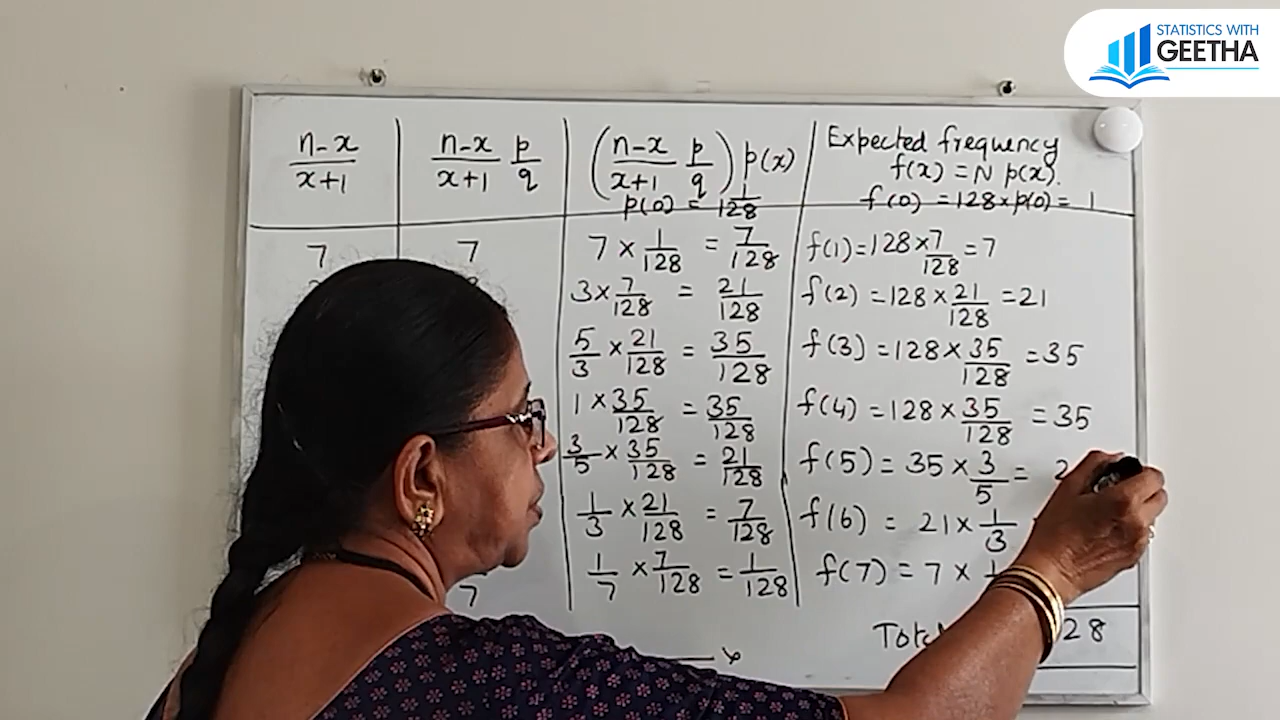 STATISTICS WITH
GEETHA
n-x / x+1
n-x / x+1 p/q
(n-x / x+1 p/q) p(x)
p(0) = 1/128
Expected frequency
f(x) = N p(x).
f(0) = 128 × p(0) = 1
7 7 7 × 1/128 = 7/128 f(1) = 128 × 7/128 = 7
3 × 7/128 = 21/128 f(2) = 128 × 21/128 = 21
5/3 × 21/128 = 35/128 f(3) = 128 × 35/128 = 35
1 × 35/128 = 35/128 f(4) = 128 × 35/128 = 35
3/5 × 35/128 = 21/128 f(5) = 35 × 3/5 = 2
1/3 × 21/128 = 7/128 f(6) = 21 × 1/3
7 1/7 × 7/128 = 1/128 f(7) = 7 ×
28